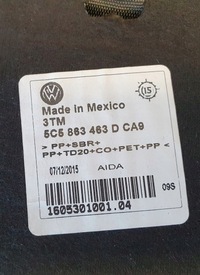 Made in Mexico
15
3TM
5C5 863 463 D CA9
> PP+SBR+
PP+TD20+CO+PET+PP <
07/12/2015 AIDA
09S
1605301001.04